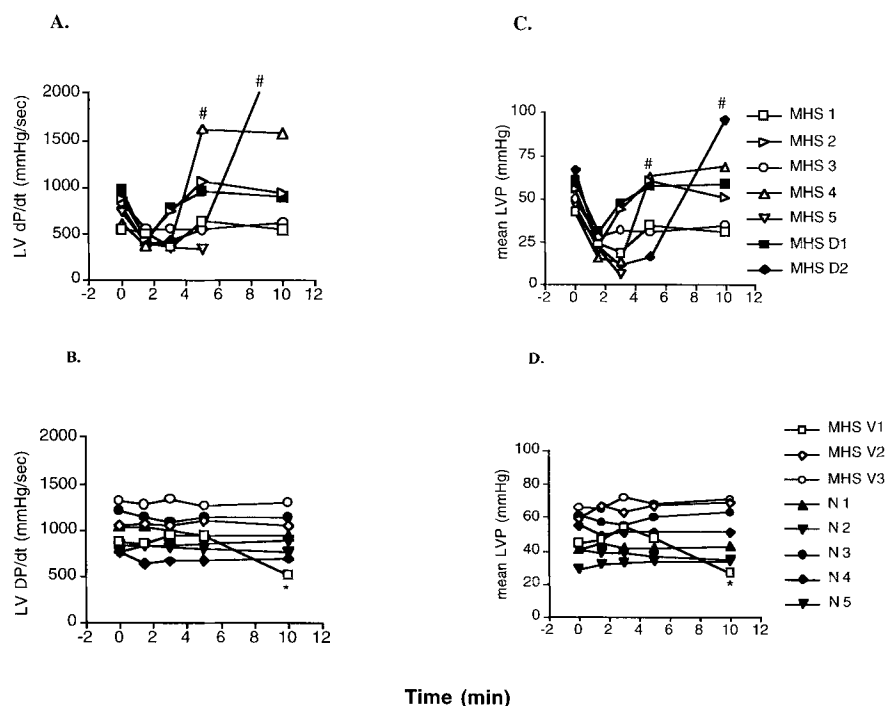 A.
LV dP/dt (mmHg/sec)
2000
1500
1000
500
0
-2 0 2 4 6 8 10 12
#
#
C.
mean LVP (mmHg)
100
75
50
25
0
-2 0 2 4 6 8 10 12
#
#
MHS 1
MHS 2
MHS 3
MHS 4
MHS 5
MHS D1
MHS D2
B.
LV DP/dt (mmHg/sec)
2000
1500
1000
500
0
-2 0 2 4 6 8 10 12
*
D.
mean LVP (mmHg)
100
80
60
40
20
0
-2 0 2 4 6 8 10 12
*
MHS V1
MHS V2
MHS V3
N 1
N 2
N 3
N 4
N 5
Time (min)